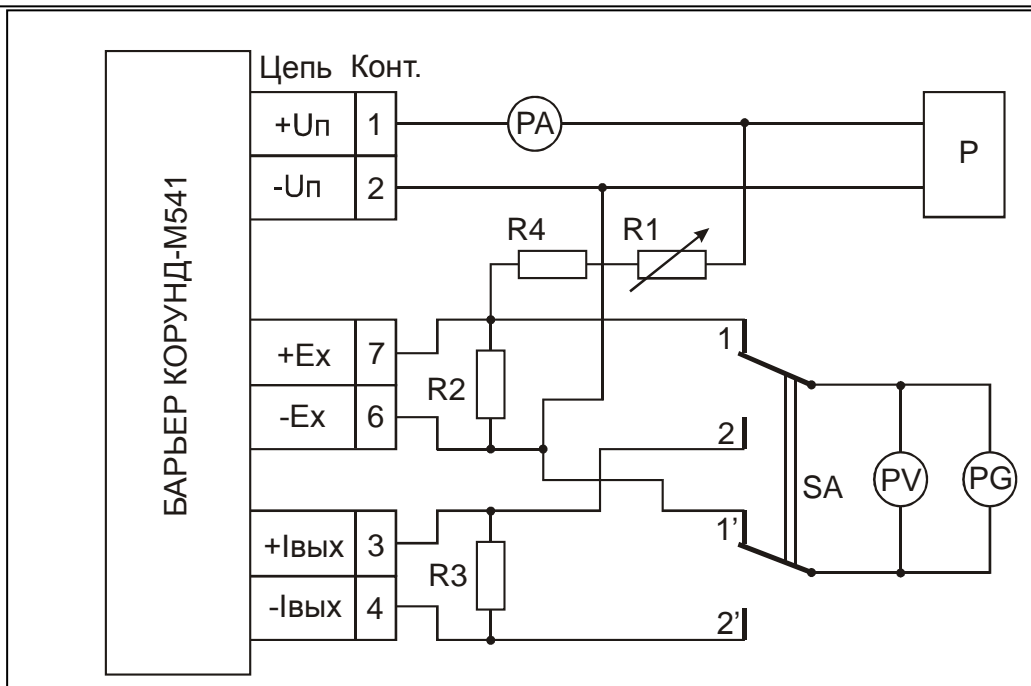 БАРЬЕР КОРУНД-М541
Цепь Конт.
+Uп 1
-Uп 2
+Ex 7
-Ex 6
+Iвых 3
-Iвых 4
PA
P
R4
R1
R2
R3
1
2
1’
2’
SA
PV
PG